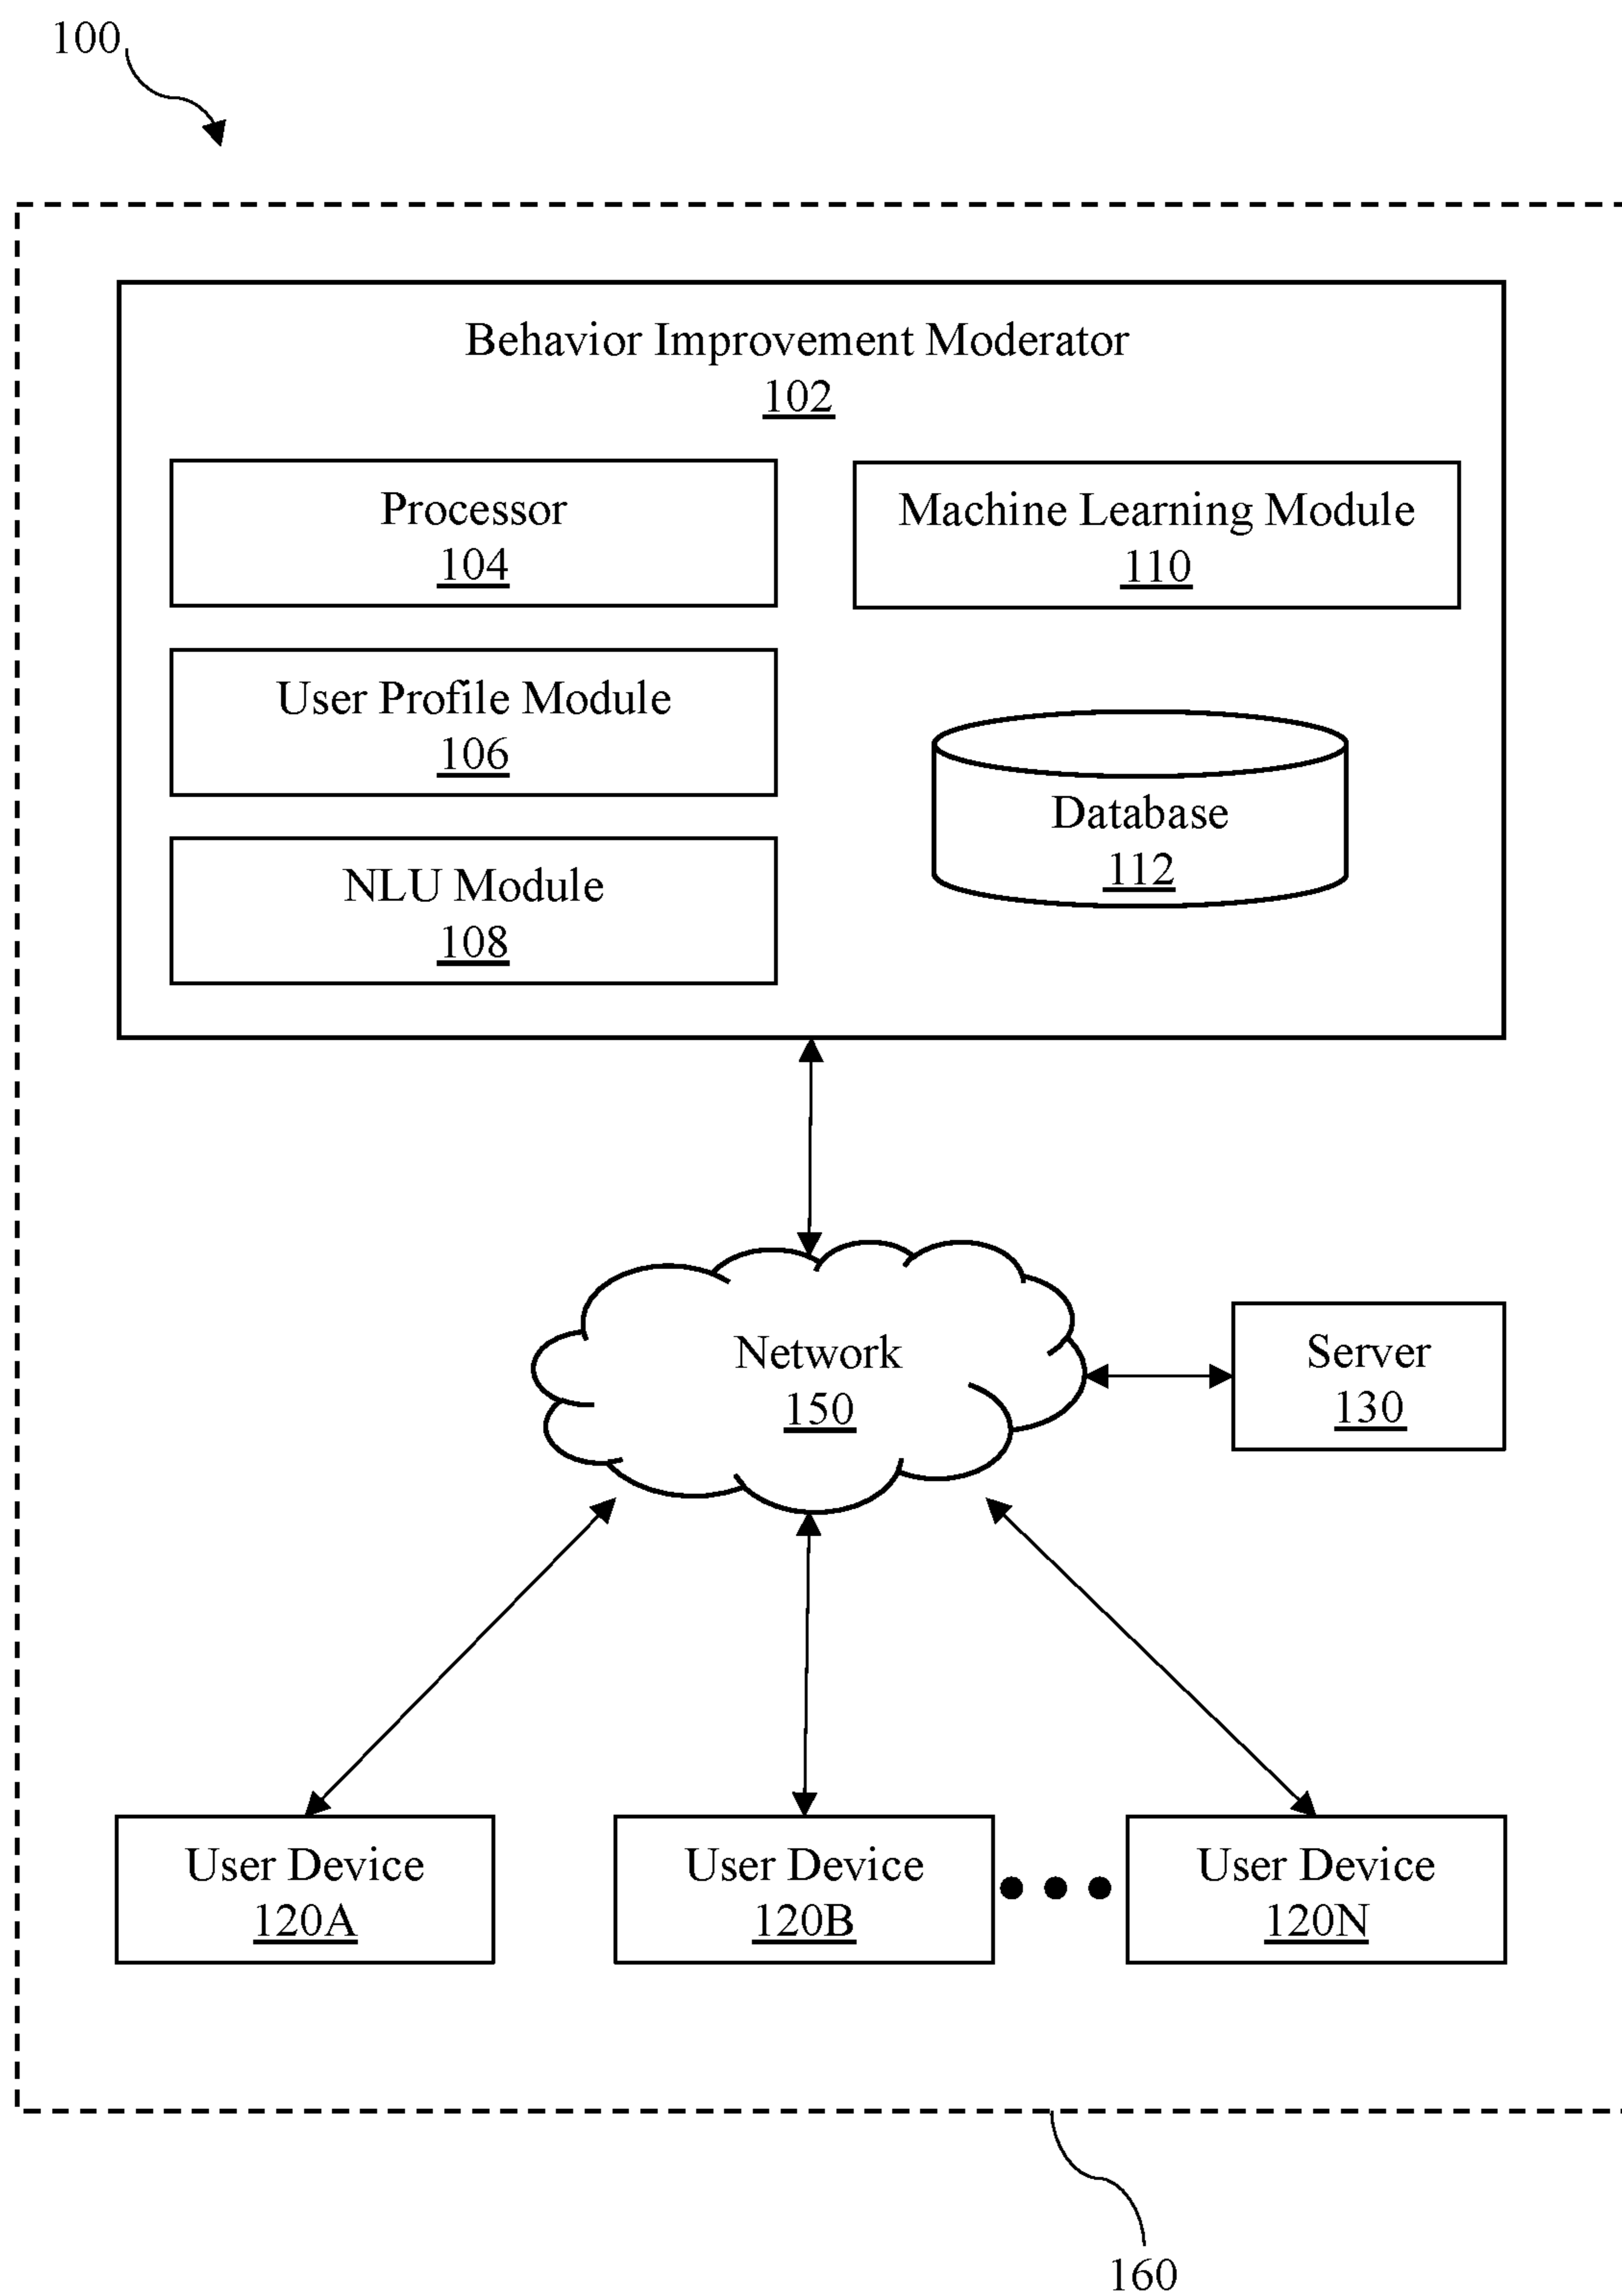 100
Behavior Improvement Moderator
102
Processor
104
Machine Learning Module
110
User Profile Module
106
Database
112
NLU Module
108
Network
150
Server
130
User Device
120A
User Device
120B
User Device
120N
160